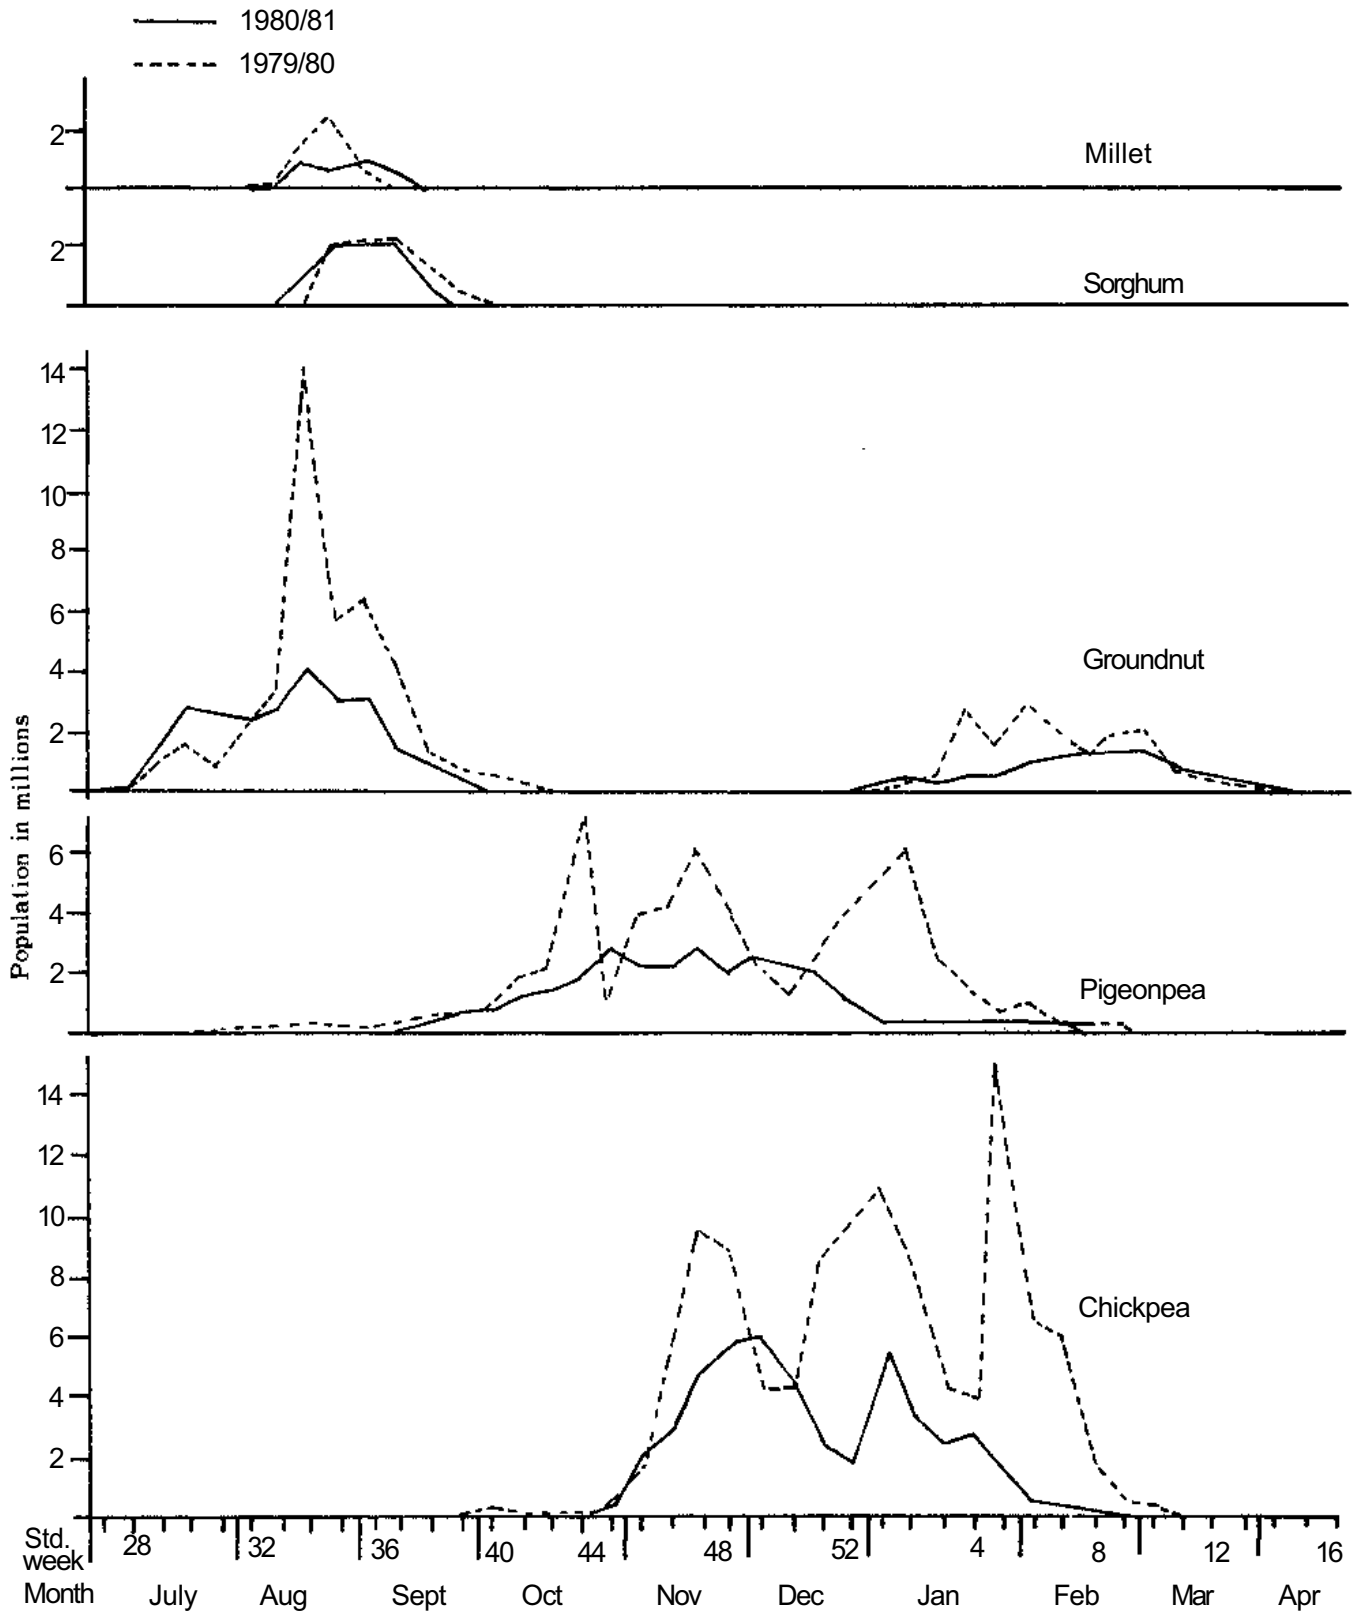 1980/81
1979/80
2
Millet
2
Sorghum
14
12
10
8
6
4
2
Groundnut
Population in millions
6
4
2
Pigeonpea
14
12
10
8
6
4
2
Chickpea
Std. week 28 32 36 40 44 48 52 4 8 12 16
Month July Aug Sept Oct Nov Dec Jan Feb Mar Apr